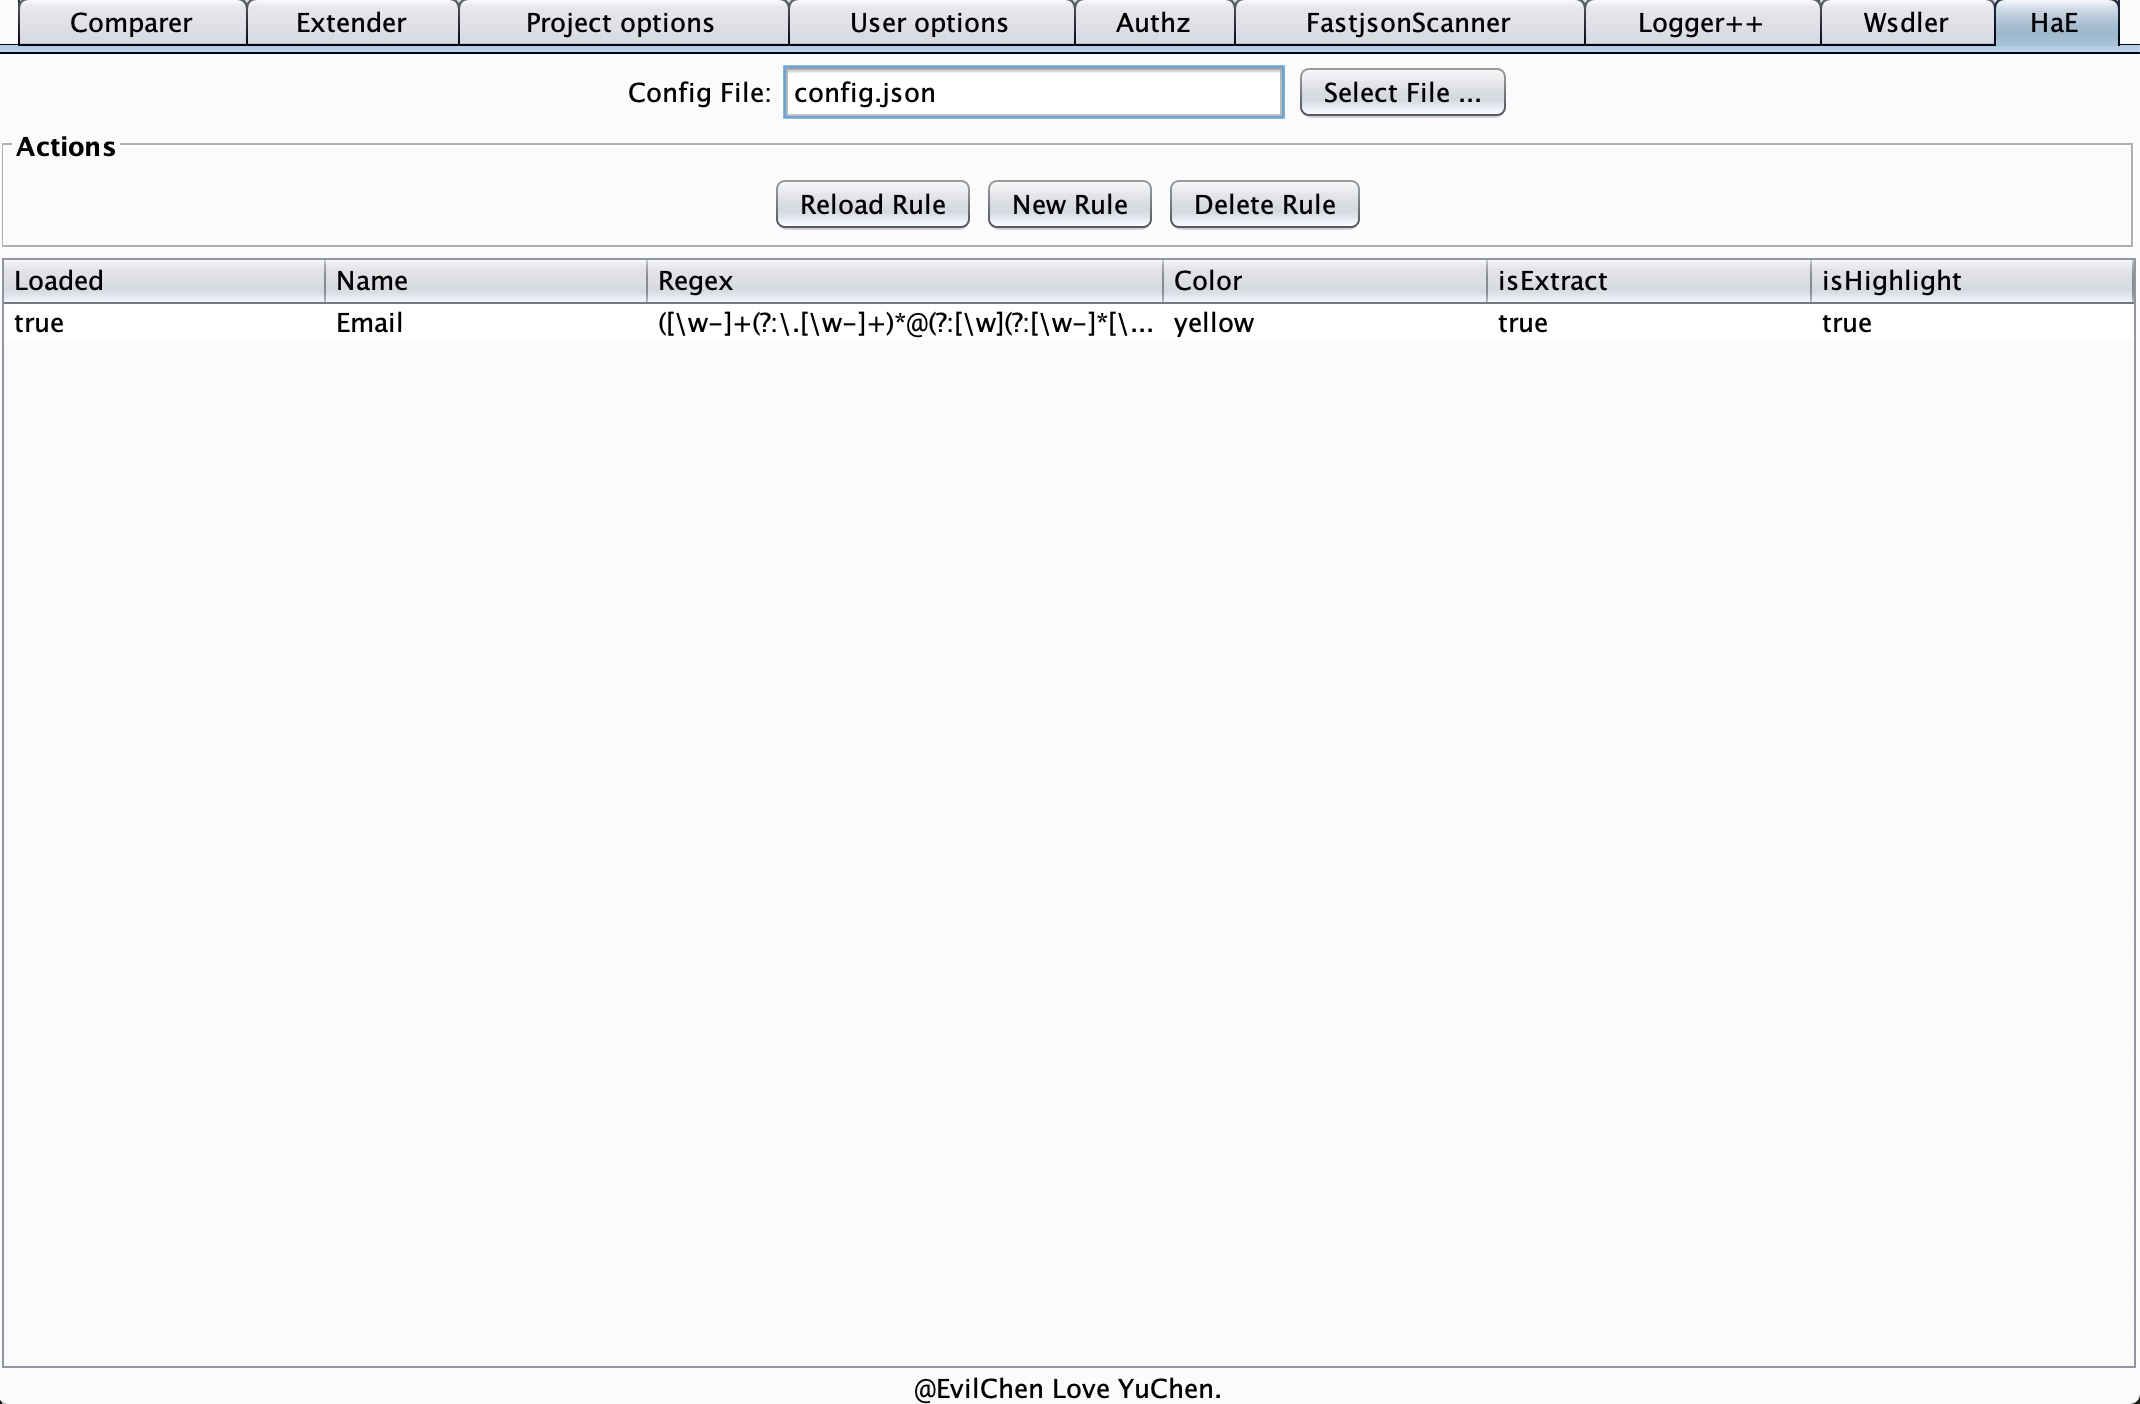 Comparer Extender Project options User options Authz FastjsonScanner Logger++ Wsdler HaE
Config File: config.json Select File ...
Actions
Reload Rule New Rule Delete Rule
Loaded Name Regex Color isExtract isHighlight
true Email ([\w-]+(?:\.[\w-]+)*@(?:[\w](?:[\w-]*[\... yellow true true
@EvilChen Love YuChen.